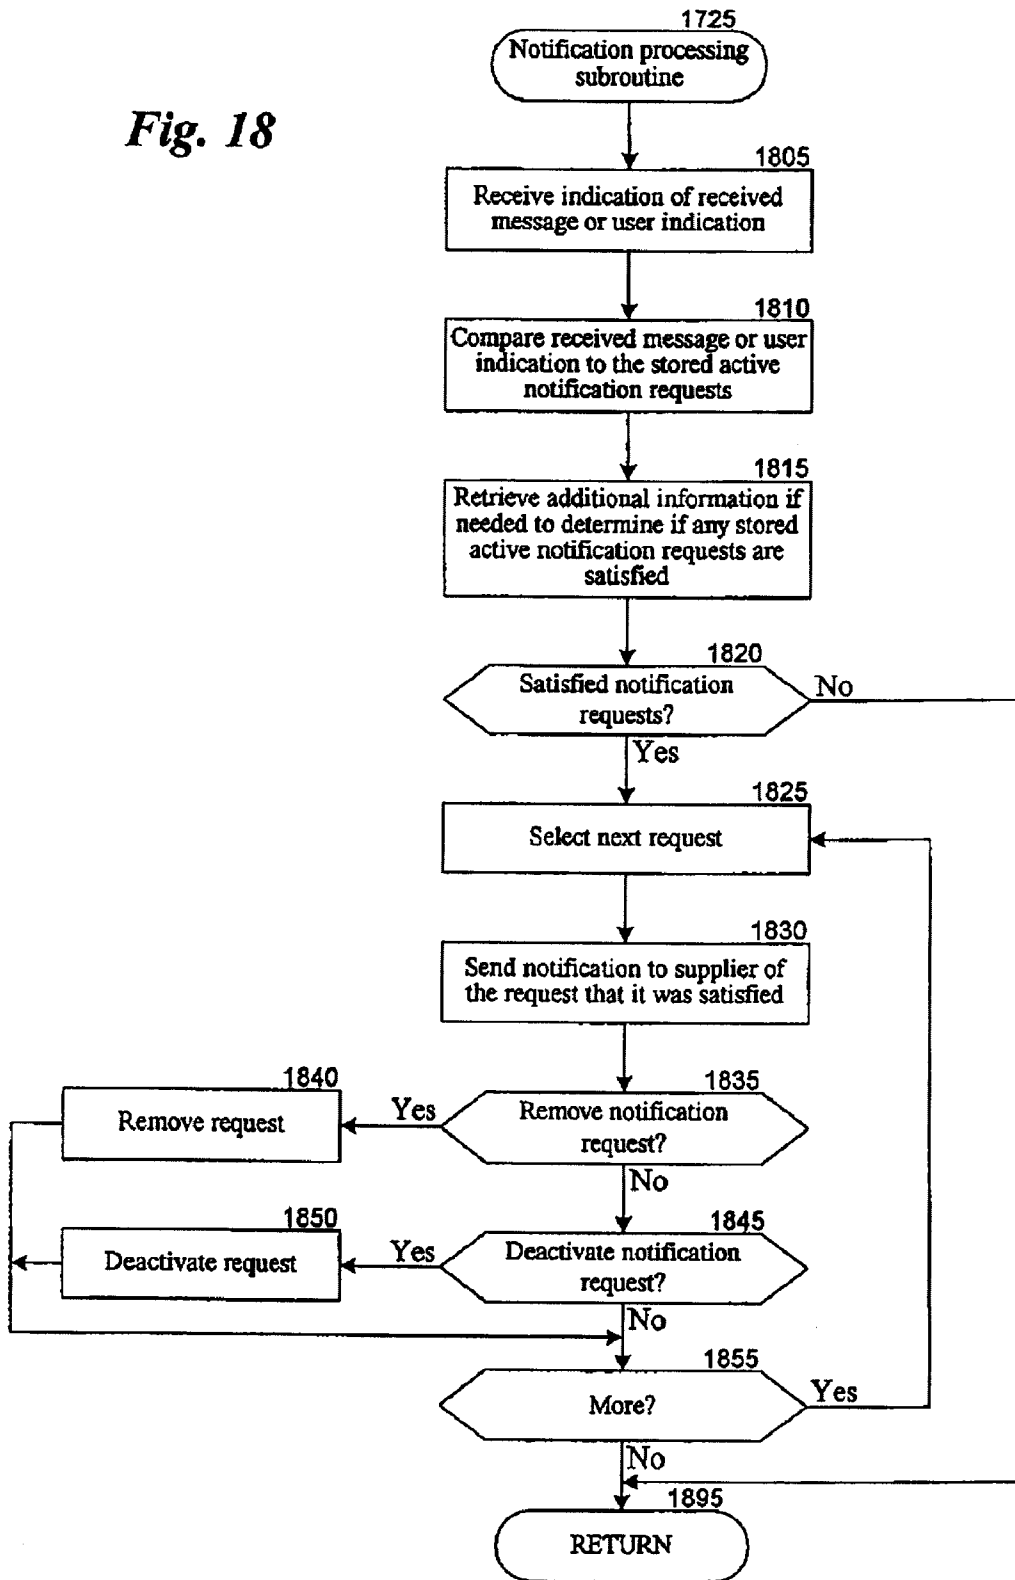 Fig. 18
1725
Notification processing
subroutine
1805
Receive indication of received
message or user indication
1810
Compare received message or user
indication to the stored active
notification requests
1815
Retrieve additional information if
needed to determine if any stored
active notification requests are
satisfied
1820
Satisfied notification
requests?
No
Yes
1825
Select next request
1830
Send notification to supplier of
the request that it was satisfied
1835
Remove notification
request?
Yes
1840
Remove request
No
1845
Deactivate notification
request?
Yes
1850
Deactivate request
No
1855
More?
Yes
No
1895
RETURN